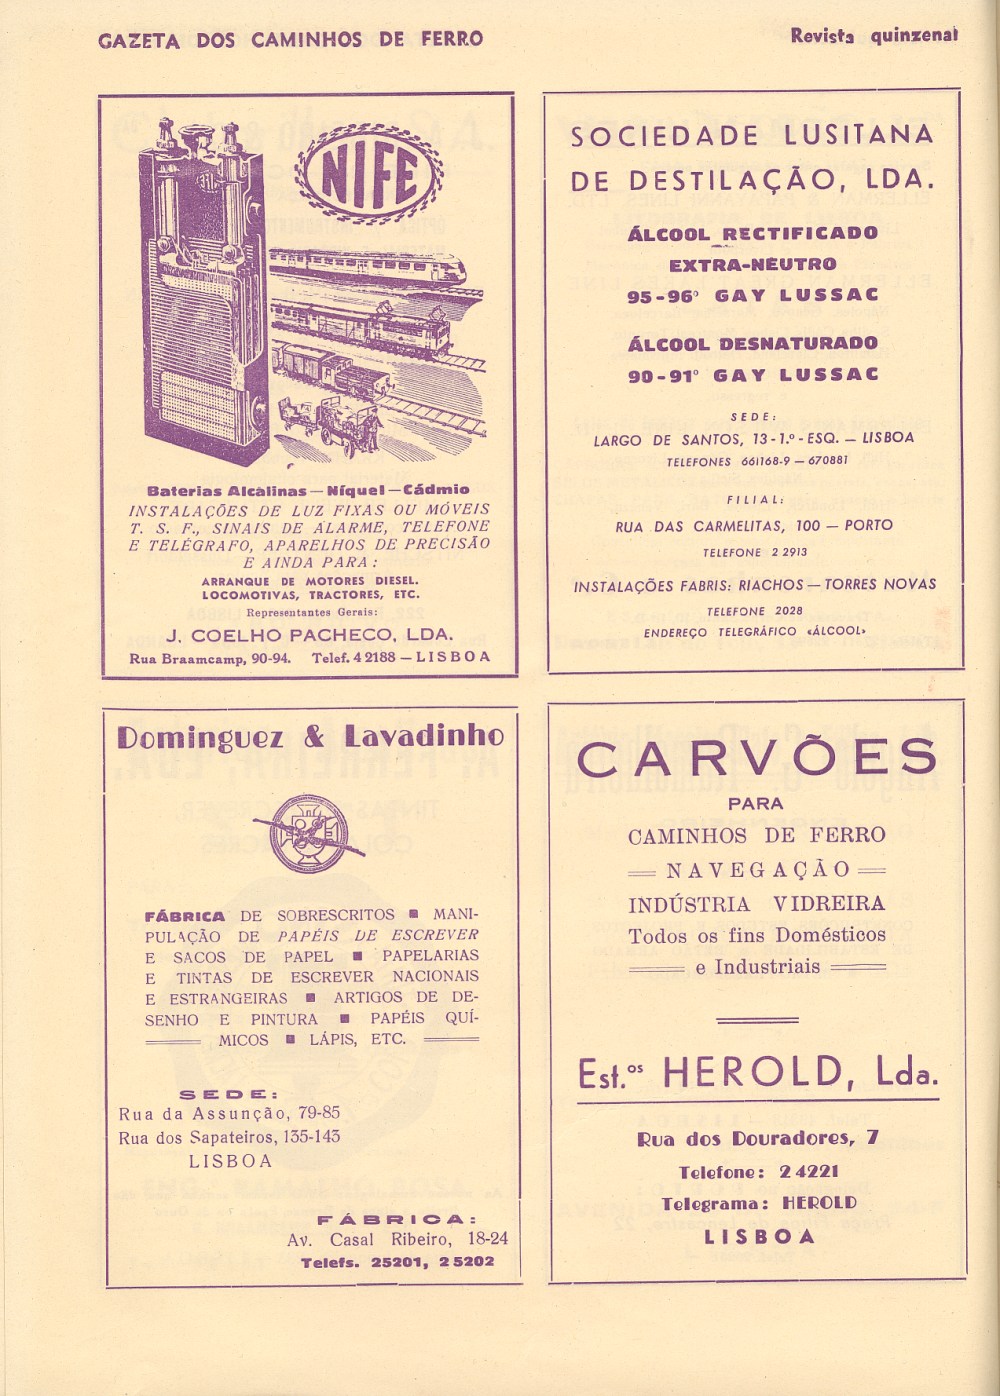 GAZETA DOS CAMINHOS DE FERRO
Revista quinzenal
NIFE
Baterias Alcalinas — Níquel — Cádmio
INSTALAÇÕES DE LUZ FIXAS OU MÓVEIS
T. S. F., SINAIS DE ALARME, TELEFONE
E TELÉGRAFO, APARELHOS DE PRECISÃO
E AINDA PARA:
ARRANQUE DE MOTORES DIESEL.
LOCOMOTIVAS, TRACTORES, ETC.
Representantes Gerais:
J. COELHO PACHECO, LDA.
Rua Braamcamp, 90-94. Telef. 4 2188 — LISBOA
SOCIEDADE LUSITANA
DE DESTILAÇÃO, LDA.
ÁLCOOL RECTIFICADO
EXTRA-NEUTRO
95-96° GAY LUSSAC
ÁLCOOL DESNATURADO
90-91° GAY LUSSAC
SEDE:
LARGO DE SANTOS, 13-1.º-ESQ. — LISBOA
TELEFONES 661168-9 — 670881
FILIAL:
RUA DAS CARMELITAS, 100 — PORTO
TELEFONE 2 2913
INSTALAÇÕES FABRIS: RIACHOS — TORRES NOVAS
TELEFONE 2028
ENDEREÇO TELEGRÁFICO «ÁLCOOL»
Dominguez & Lavadinho
FÁBRICA DE SOBRESCRITOS ■ MANI-
PULAÇÃO DE PAPÉIS DE ESCREVER
E SACOS DE PAPEL ■ PAPELARIAS
E TINTAS DE ESCREVER NACIONAIS
E ESTRANGEIRAS ■ ARTIGOS DE DE-
SENHO E PINTURA ■ PAPÉIS QUÍ-
MICOS ■ LÁPIS, ETC.
SEDE:
Rua da Assunção, 79-85
Rua dos Sapateiros, 135-143
LISBOA
FÁBRICA:
Av. Casal Ribeiro, 18-24
Telefs. 25201, 2 5202
CARVÕES
PARA
CAMINHOS DE FERRO
NAVEGAÇÃO
INDÚSTRIA VIDREIRA
Todos os fins Domésticos
e Industriais
Est.ºˢ HEROLD, Lda.
Rua dos Douradores, 7
Telefone: 2 4221
Telegrama: HEROLD
LISBOA